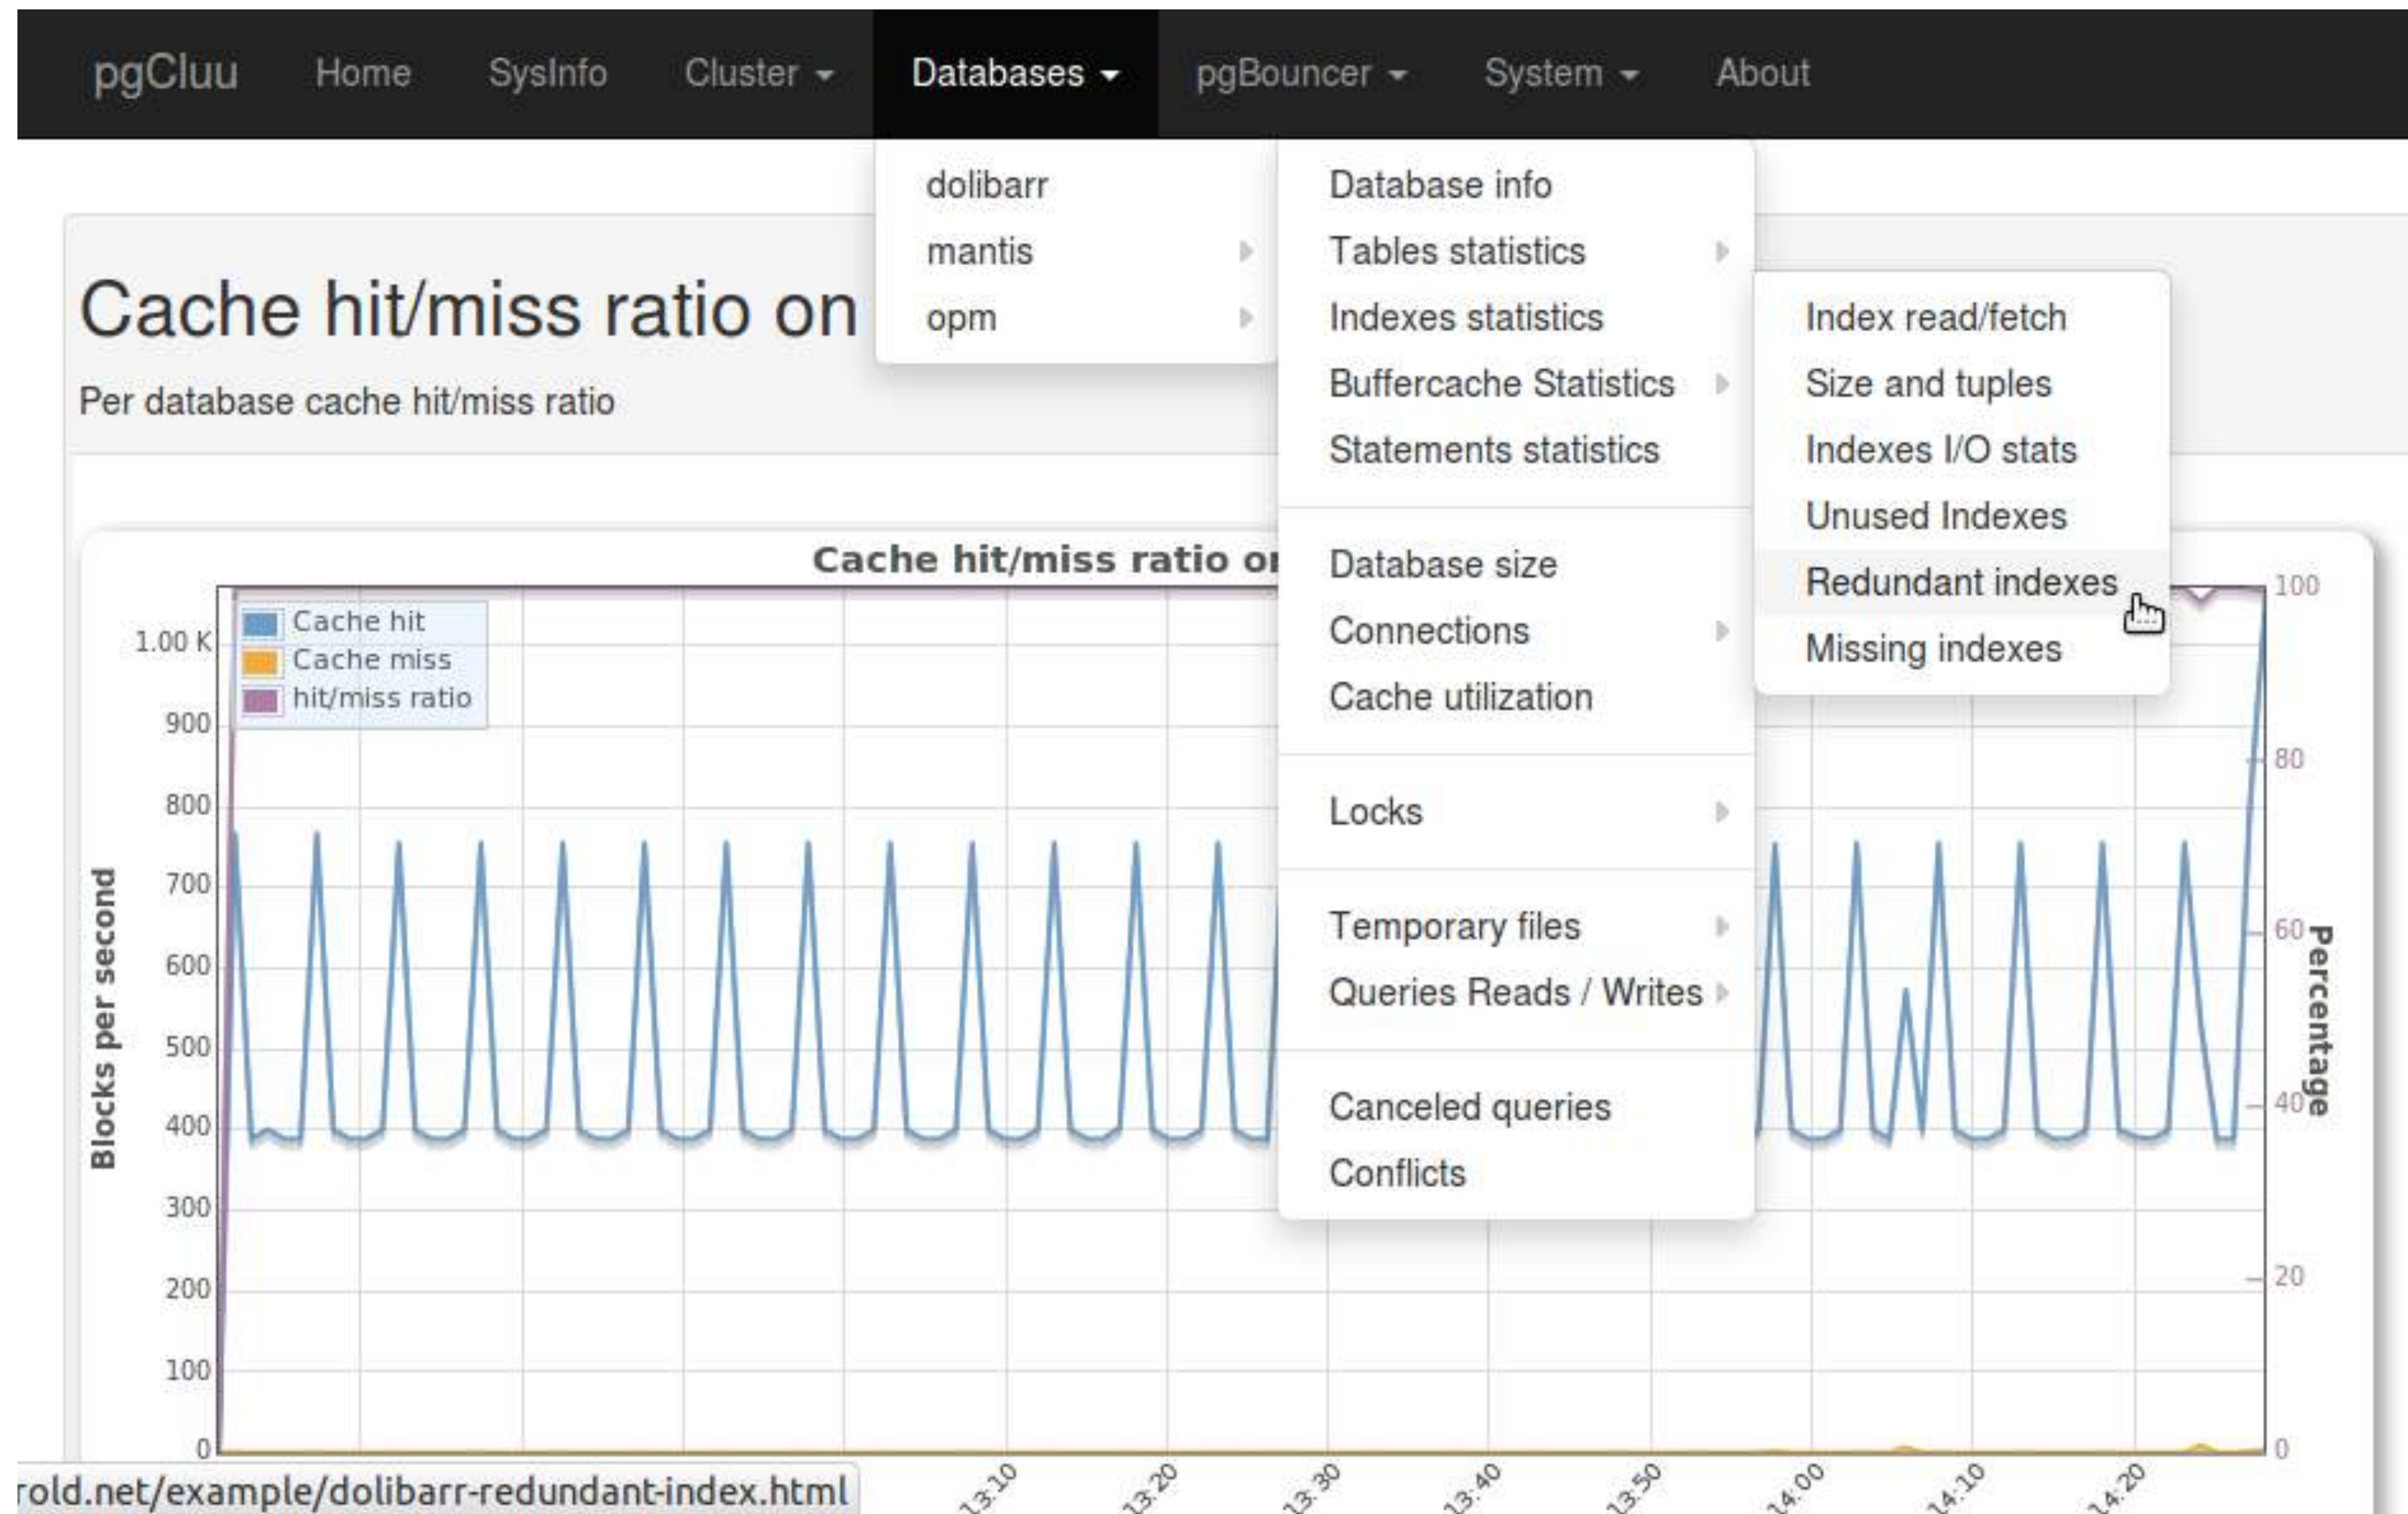 pgCluu Home SysInfo Cluster Databases pgBouncer System About
dolibarr
mantis
opm
Database info
Tables statistics
Indexes statistics
Buffercache Statistics
Statements statistics
Database size
Connections
Cache utilization
Locks
Temporary files
Queries Reads / Writes
Canceled queries
Conflicts
Index read/fetch
Size and tuples
Indexes I/O stats
Unused Indexes
Redundant indexes
Missing indexes
Cache hit/miss ratio on
Per database cache hit/miss ratio
Cache hit/miss ratio
Cache hit
Cache miss
hit/miss ratio
Blocks per second
1.00 K
900
800
700
600
500
400
300
200
100
0
Percentage
100
80
60
40
20
0
13:10 13:20 13:30 13:40 13:50 14:00 14:10 14:20
rold.net/example/dolibarr-redundant-index.html